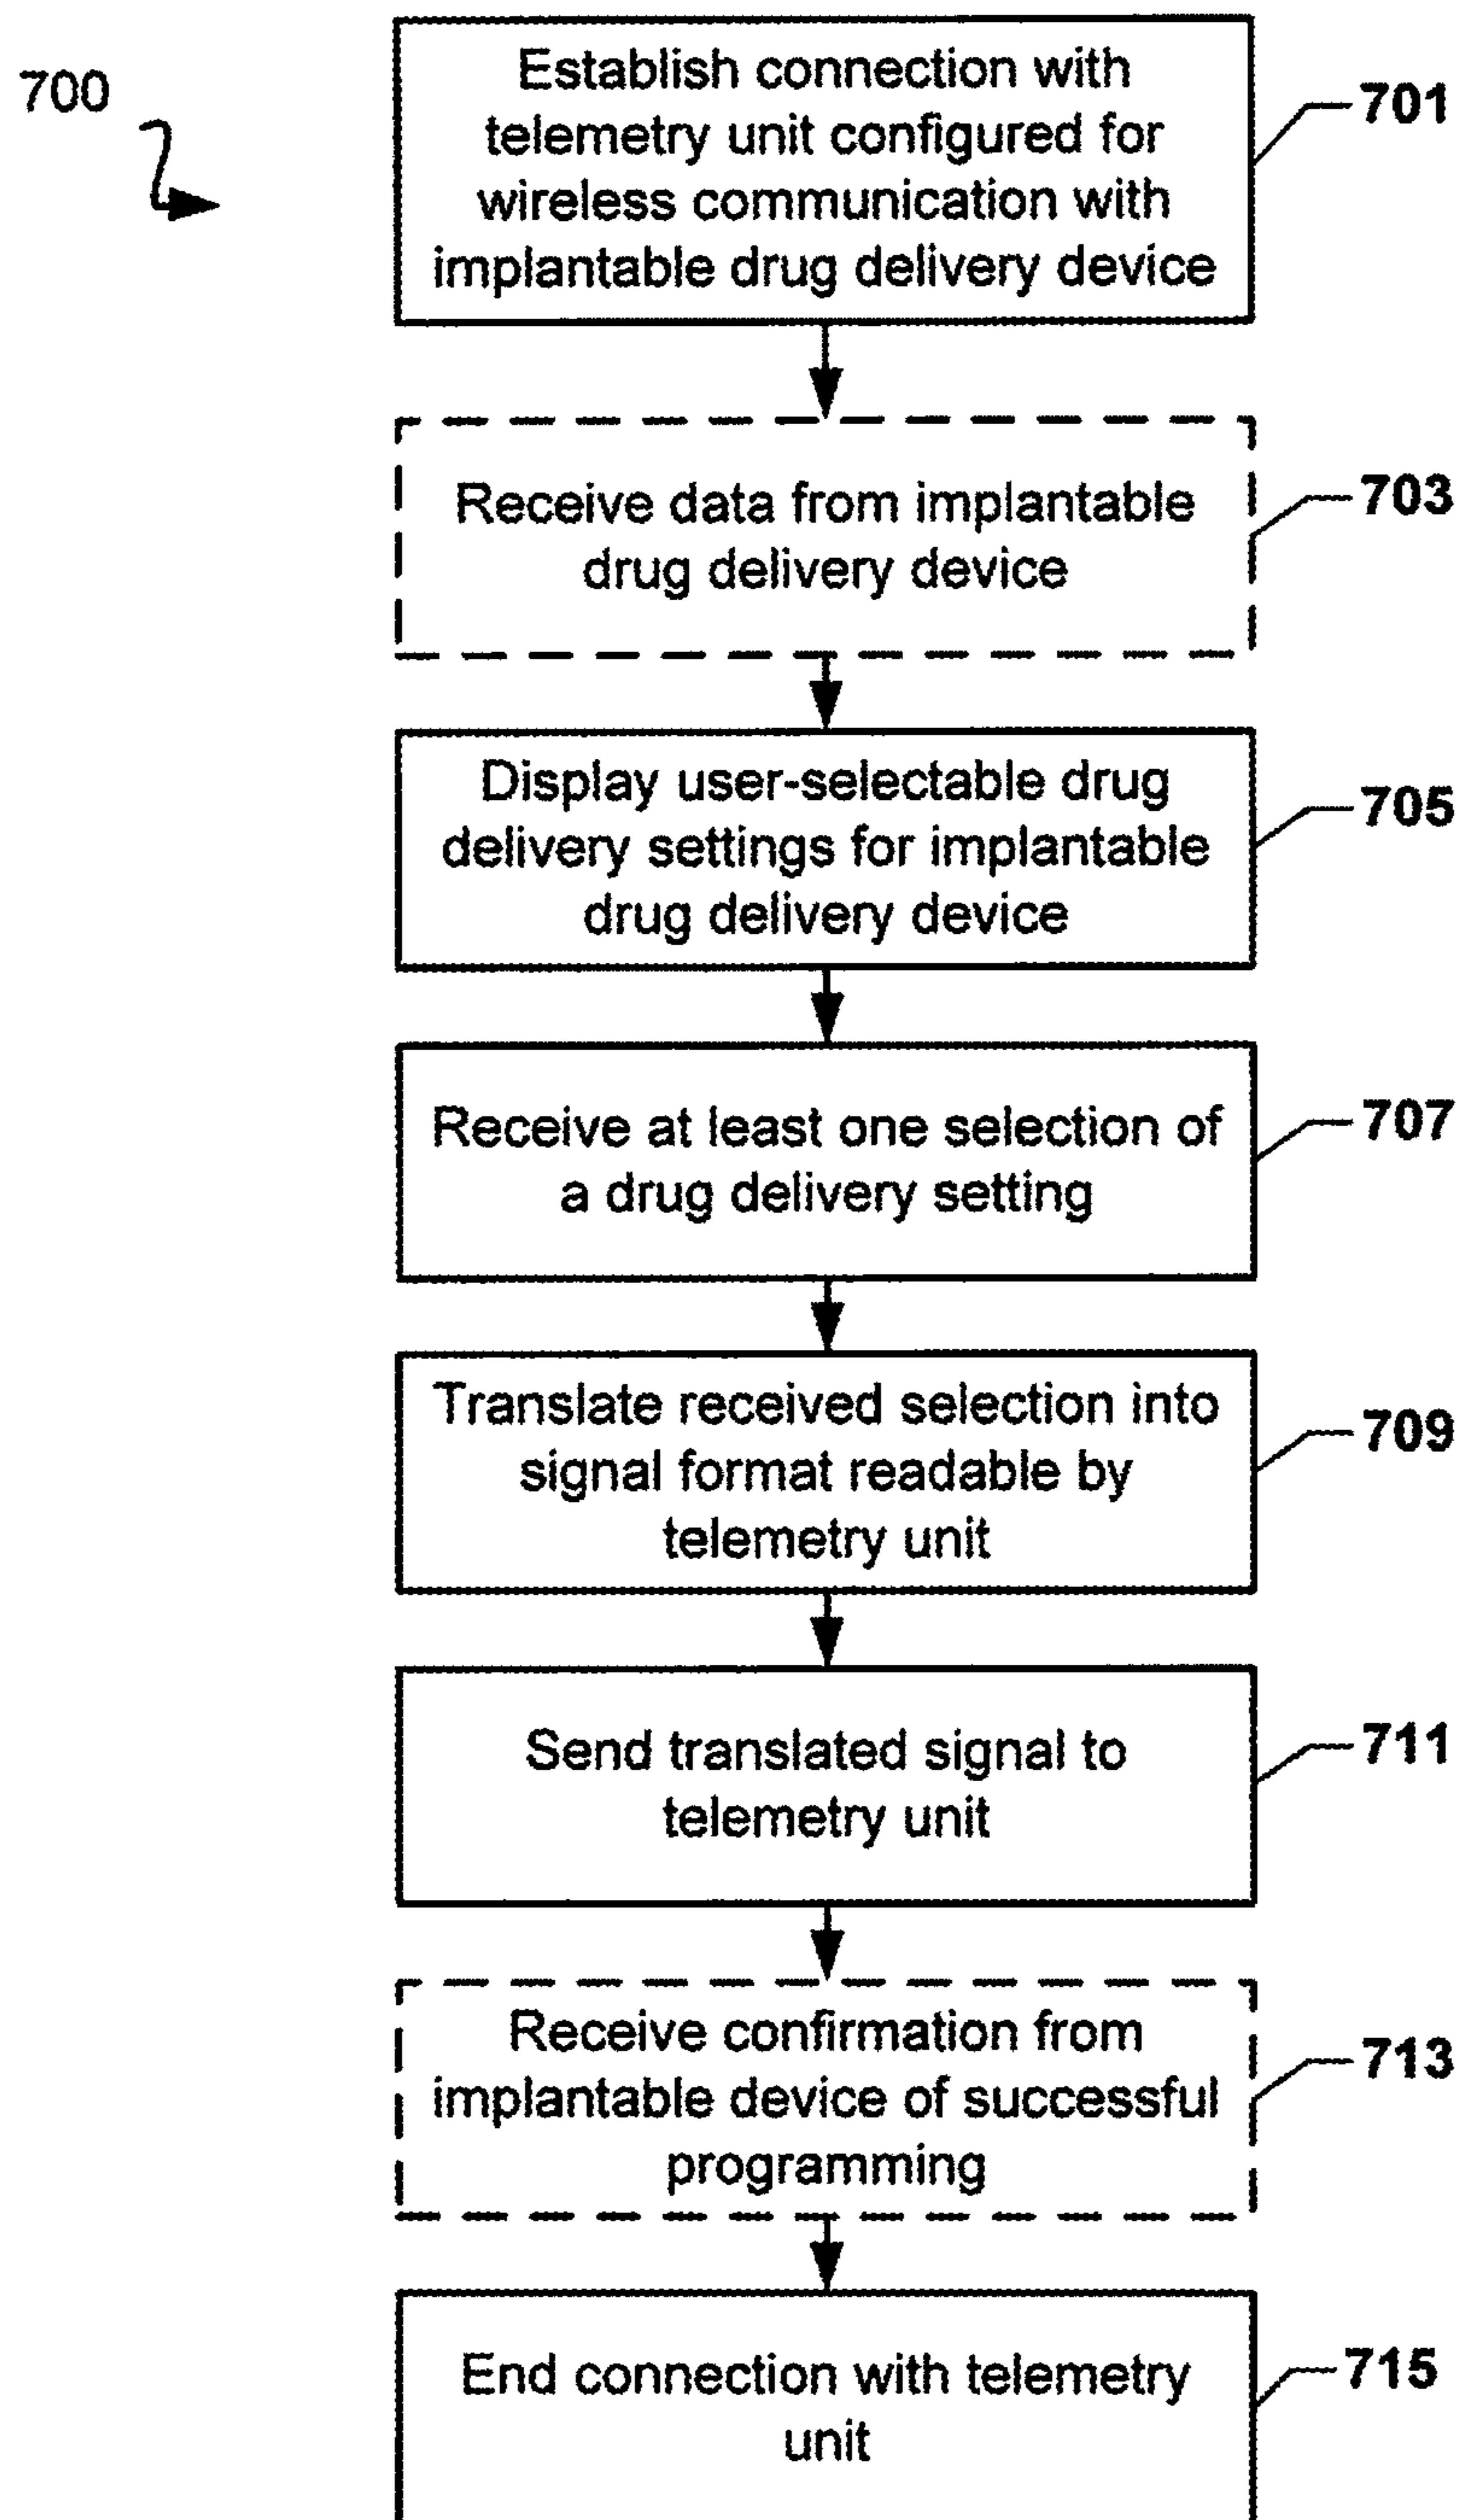 700
Establish connection with
telemetry unit configured for
wireless communication with
implantable drug delivery device
701
Receive data from implantable
drug delivery device
703
Display user-selectable drug
delivery settings for implantable
drug delivery device
705
Receive at least one selection of
a drug delivery setting
707
Translate received selection into
signal format readable by
telemetry unit
709
Send translated signal to
telemetry unit
711
Receive confirmation from
implantable device of successful
programming
713
End connection with telemetry
unit
715